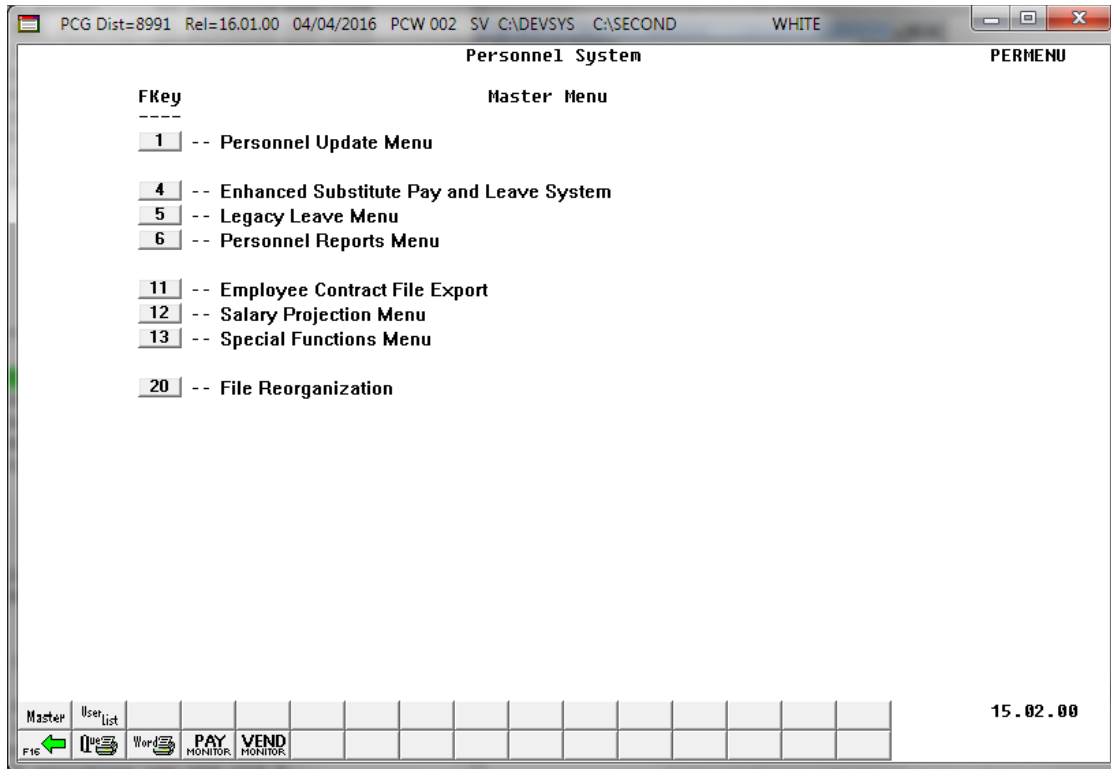 PCG Dist=8991 Rel=16.01.00 04/04/2016 PCW 002 SV C:\DEVSYS C:\SECOND WHITE
Personnel System PERMENU
FKey Master Menu
----
1 -- Personnel Update Menu
4 -- Enhanced Substitute Pay and Leave System
5 -- Legacy Leave Menu
6 -- Personnel Reports Menu
11 -- Employee Contract File Export
12 -- Salary Projection Menu
13 -- Special Functions Menu
20 -- File Reorganization
Master User List 15.02.00
F16 Que Word PAY MONITOR VEND MONITOR